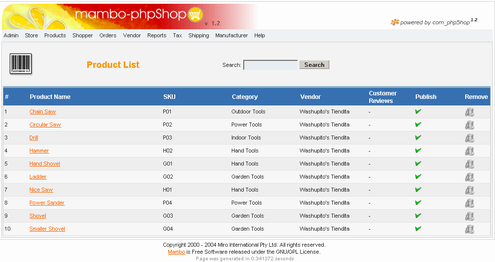 mambo-phpShop
v 1.2
powered by com_phpShop 1.2
Admin Store Products Shopper Orders Vendor Reports Tax Shipping Manufacturer Help
Product List
Search: Search
# Product Name SKU Category Vendor Customer Reviews Publish Remove
1 Chain Saw P01 Outdoor Tools Washupito's Tiendita -
2 Circular Saw P02 Power Tools Washupito's Tiendita -
3 Drill P03 Indoor Tools Washupito's Tiendita -
4 Hammer H02 Hand Tools Washupito's Tiendita -
5 Hand Shovel G01 Hand Tools Washupito's Tiendita -
6 Ladder G02 Garden Tools Washupito's Tiendita -
7 Nice Saw H01 Hand Tools Washupito's Tiendita -
8 Power Sander P04 Power Tools Washupito's Tiendita -
9 Shovel G03 Garden Tools Washupito's Tiendita -
10 Smaller Shovel G04 Garden Tools Washupito's Tiendita -
Copyright 2000 - 2004 Miro International Pty Ltd. All rights reserved.
Mambo is Free Software released under the GNU/GPL License.
Page was generated in 0.344372 seconds